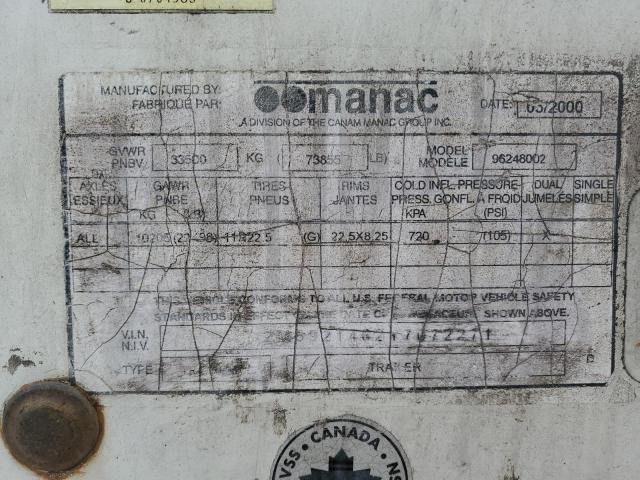 MANUFACTURED BY:
FABRIQUÉ PAR:
manac
A DIVISION OF THE CANAM MANAC GROUP INC.
DATE: 03/2000
GVWR
PNBV 33500 KG ( 73855 LB)
MODEL
MODÈLE 96248002
AXLES
ESSIEUX
GAWR
PNBE
KG (LB)
TIRES
PNEUS
RIMS
JANTES
COLD INFL. PRESSURE
PRESS. GONFL. À FROID
KPA (PSI)
DUAL
JUMELÉS
SINGLE
SIMPLE
ALL 11R22.5 (G) 22.5X8.25 720 (105) X
THIS VEHICLE CONFORMS TO ALL U.S. FEDERAL MOTOR VEHICLE SAFETY
STANDARDS IN EFFECT ON THE DATE OF MANUFACTURE SHOWN ABOVE.
V.I.N.
N.I.V.
TYPE TRAILER
VSS • CANADA • NS